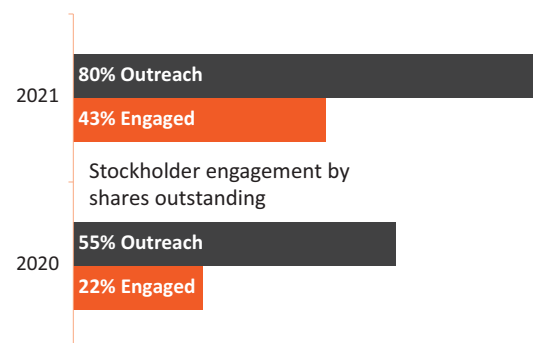 80% Outreach
2021
43% Engaged
Stockholder engagement by
shares outstanding
55% Outreach
2020
22% Engaged